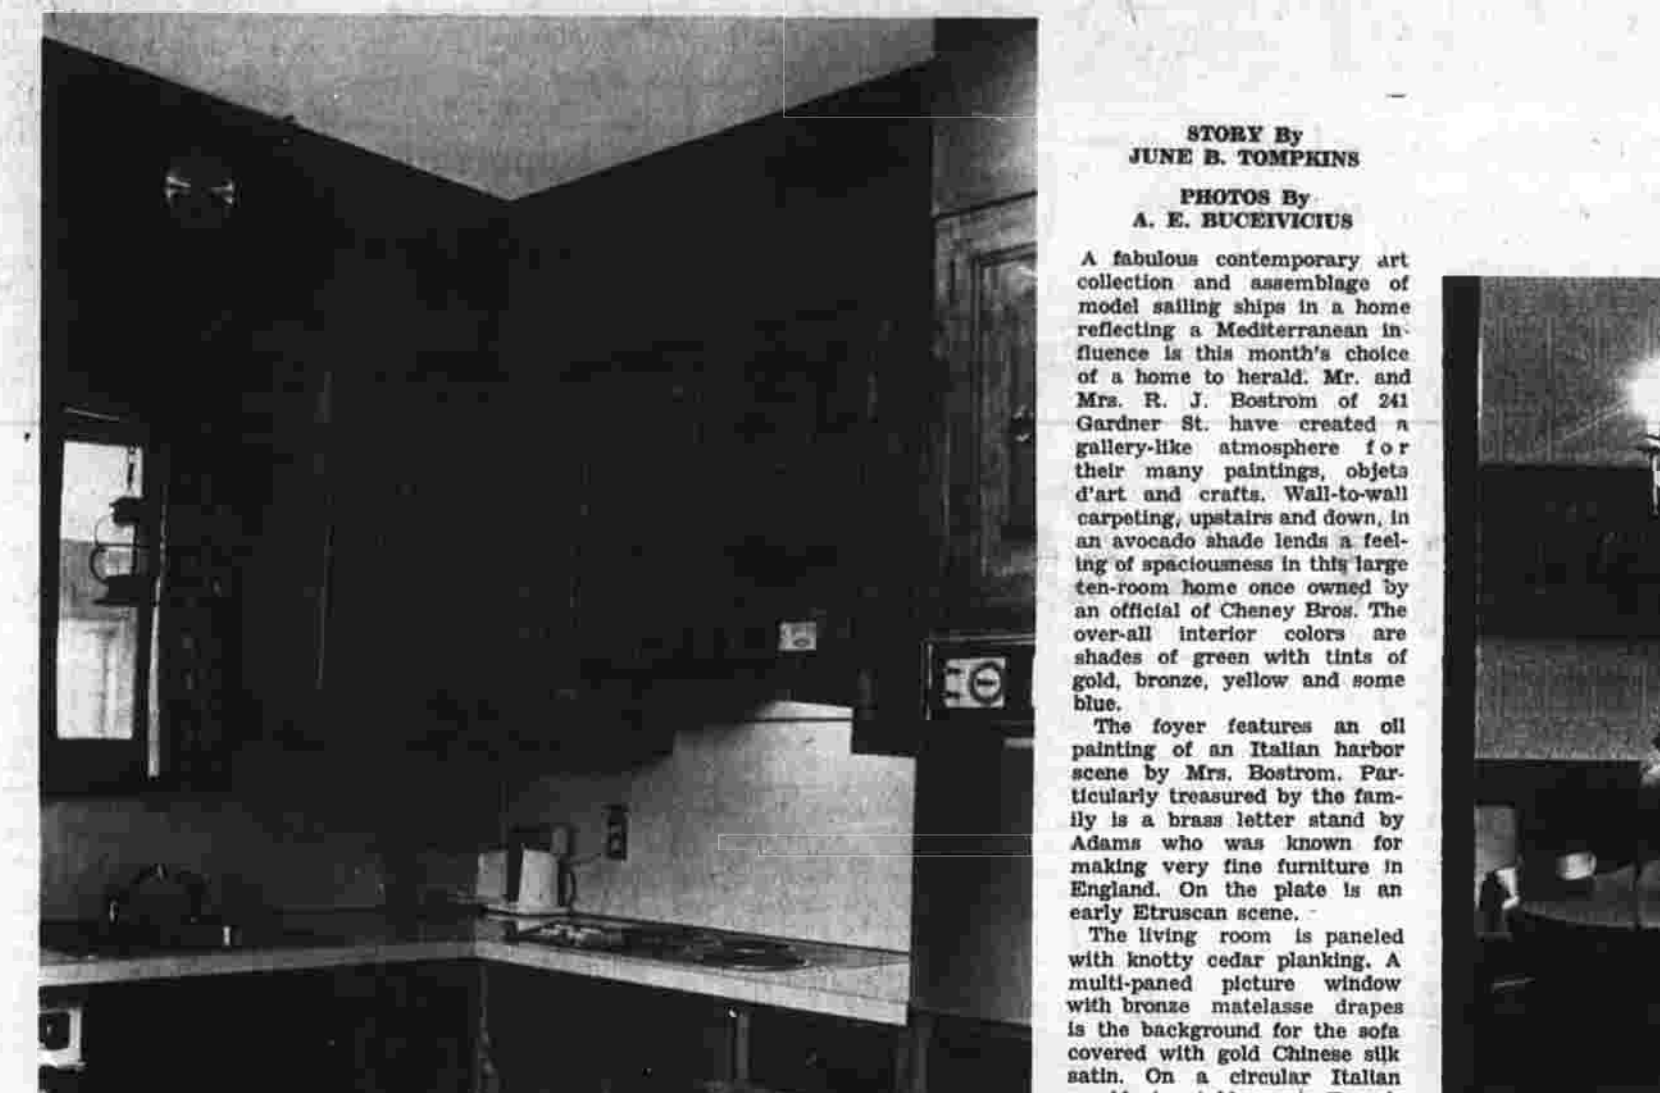 STORY By
JUNE B. TOMPKINS
PHOTOS By
A. E. BUCEIVICIUS
A fabulous contemporary art
collection and assemblage of
model sailing ships in a home
reflecting a Mediterranean in-
fluence is this month's choice
of a home to herald. Mr. and
Mrs. R. J. Bostrom of 241
Gardner St. have created a
gallery-like atmosphere for
their many paintings, objets
d'art and crafts. Wall-to-wall
carpeting, upstairs and down, in
an avocado shade lends a feel-
ing of spaciousness in this large
ten-room home once owned by
an official of Cheney Bros. The
over-all interior colors are
shades of green with tints of
gold, bronze, yellow and some
blue.
The foyer features an oil
painting of an Italian harbor
scene by Mrs. Bostrom. Par-
ticularly treasured by the fam-
ily is a brass letter stand by
Adams who was known for
making very fine furniture in
England. On the plate is an
early Etruscan scene.
The living room is paneled
with knotty cedar planking. A
multi-paned picture window
with bronze matelasse drapes
is the background for the sofa
covered with gold Chinese silk
satin. On a circular Italian